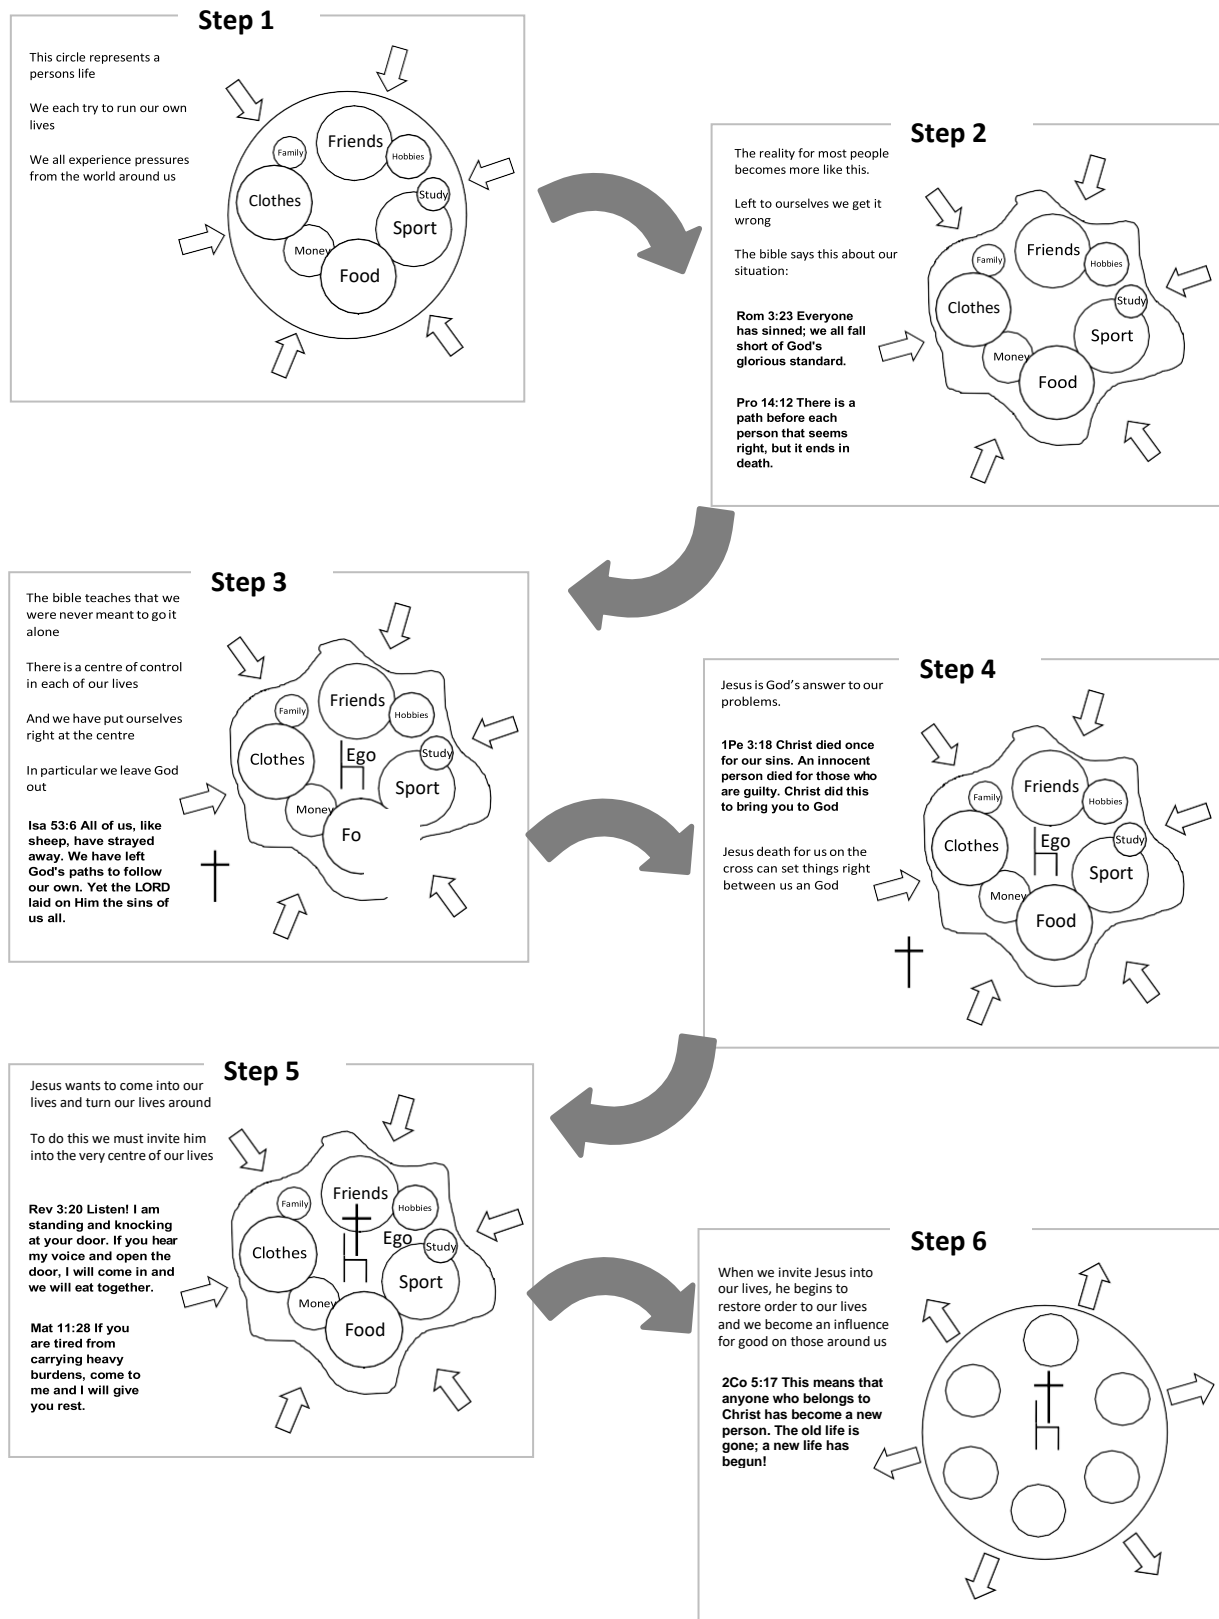 Step 1
This circle represents a
persons life
We each try to run our own
lives
We all experience pressures
from the world around us
Friends
Family
Hobbies
Clothes
Study
Sport
Money
Food
Step 2
The reality for most people
becomes more like this.
Left to ourselves we get it
wrong
The bible says this about our
situation:
Rom 3:23 Everyone
has sinned; we all fall
short of God's
glorious standard.
Pro 14:12 There is a
path before each
person that seems
right, but it ends in
death.
Friends
Family
Hobbies
Clothes
Study
Sport
Money
Food
Step 3
The bible teaches that we
were never meant to go it
alone
There is a centre of control
in each of our lives
And we have put ourselves
right at the centre
In particular we leave God
out
Isa 53:6 All of us, like
sheep, have strayed
away. We have left
God's paths to follow
our own. Yet the LORD
laid on Him the sins of
us all.
Friends
Family
Hobbies
Ego
Study
Clothes
Sport
Money
Fo
Step 4
Jesus is God's answer to our
problems.
1Pe 3:18 Christ died once
for our sins. An innocent
person died for those who
are guilty. Christ did this
to bring you to God
Jesus death for us on the
cross can set things right
between us an God
Friends
Family
Hobbies
Ego
Study
Clothes
Sport
Money
Food
Step 5
Jesus wants to come into our
lives and turn our lives around
To do this we must invite him
into the very centre of our lives
Rev 3:20 Listen! I am
standing and knocking
at your door. If you hear
my voice and open the
door, I will come in and
we will eat together.
Mat 11:28 If you
are tired from
carrying heavy
burdens, come to
me and I will give
you rest.
Friends
Family
Hobbies
Ego
Study
Clothes
Sport
Money
Food
Step 6
When we invite Jesus into
our lives, he begins to
restore order to our lives
and we become an influence
for good on those around us
2Co 5:17 This means that
anyone who belongs to
Christ has become a new
person. The old life is
gone; a new life has
begun!